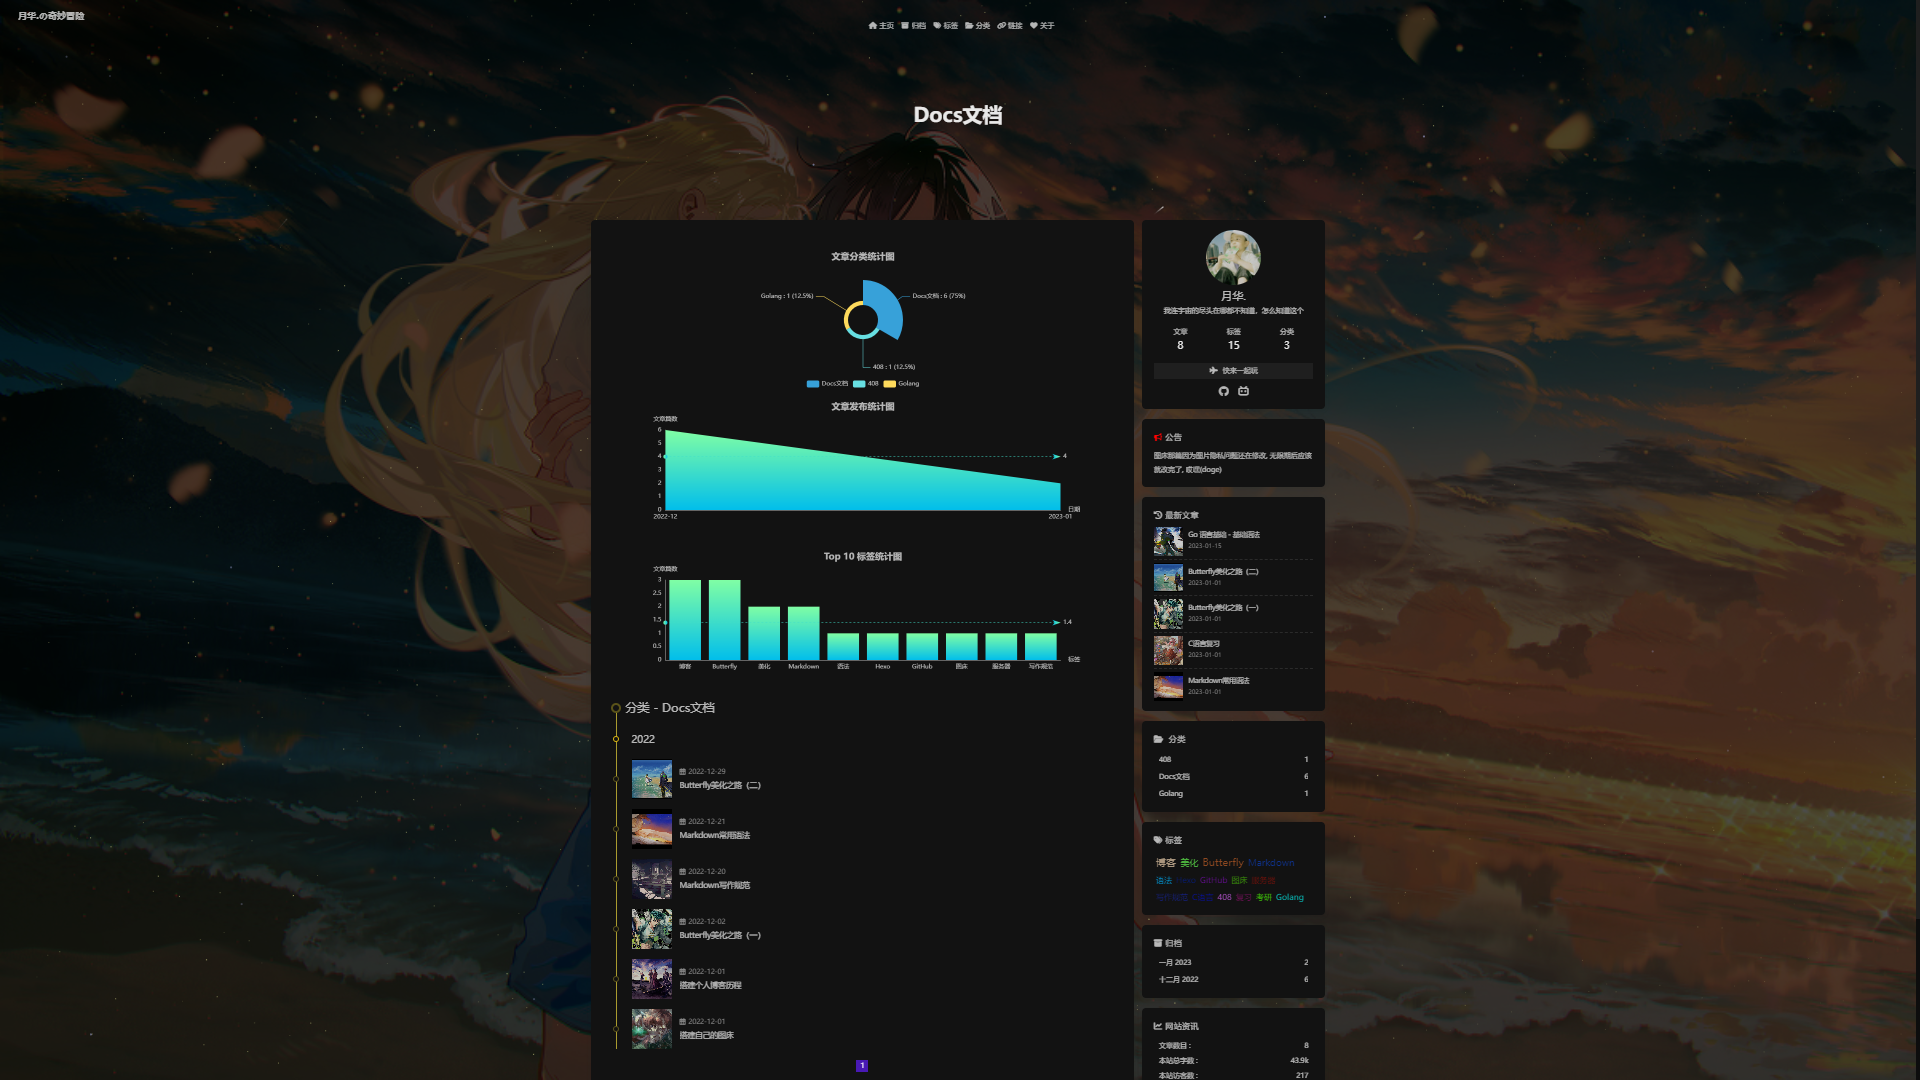 月华.の奇妙冒险
主页 归档 标签 分类 链接 关于
Docs文档
文章分类统计图
Golang : 1 (12.5%)
Docs文档 : 6 (75%)
408 : 1 (12.5%)
Docs文档 408 Golang
文章发布统计图
文章篇数
6
5
4
4
3
2
1
0
日期
2022-12
2023-01
Top 10 标签统计图
文章篇数
3
2.5
2
1.5
1.4
1
0.5
0
标签
博客 Butterfly 美化 Markdown 语法 Hexo GitHub 图床 服务器 写作规范
分类 - Docs文档
2022
2022-12-29
Butterfly美化之路（二）
2022-12-21
Markdown常用语法
2022-12-20
Markdown写作规范
2022-12-02
Butterfly美化之路（一）
2022-12-01
搭建个人博客历程
2022-12-01
搭建自己的图床
1
月华.
我连宇宙的尽头在哪都不知道，怎么知道这个
文章 标签 分类
8 15 3
快来一起玩
公告
图床那篇因为图片隐私问题还在修改, 无限期后应该
就改完了, 哎嘿(doge)
最新文章
Go 语言基础 - 基础语法
2023-01-15
Butterfly美化之路（二）
2023-01-01
Butterfly美化之路（一）
2023-01-01
C语言复习
2023-01-01
Markdown常用语法
2023-01-01
分类
408 1
Docs文档 6
Golang 1
标签
博客 美化 Butterfly Markdown
语法 GitHub 图床 服务器
写作规范 408 复习 考研 Golang
归档
一月 2023 2
十二月 2022 6
网站资讯
文章数目 : 8
本站总字数 : 43.9k
本站访客数 : 217